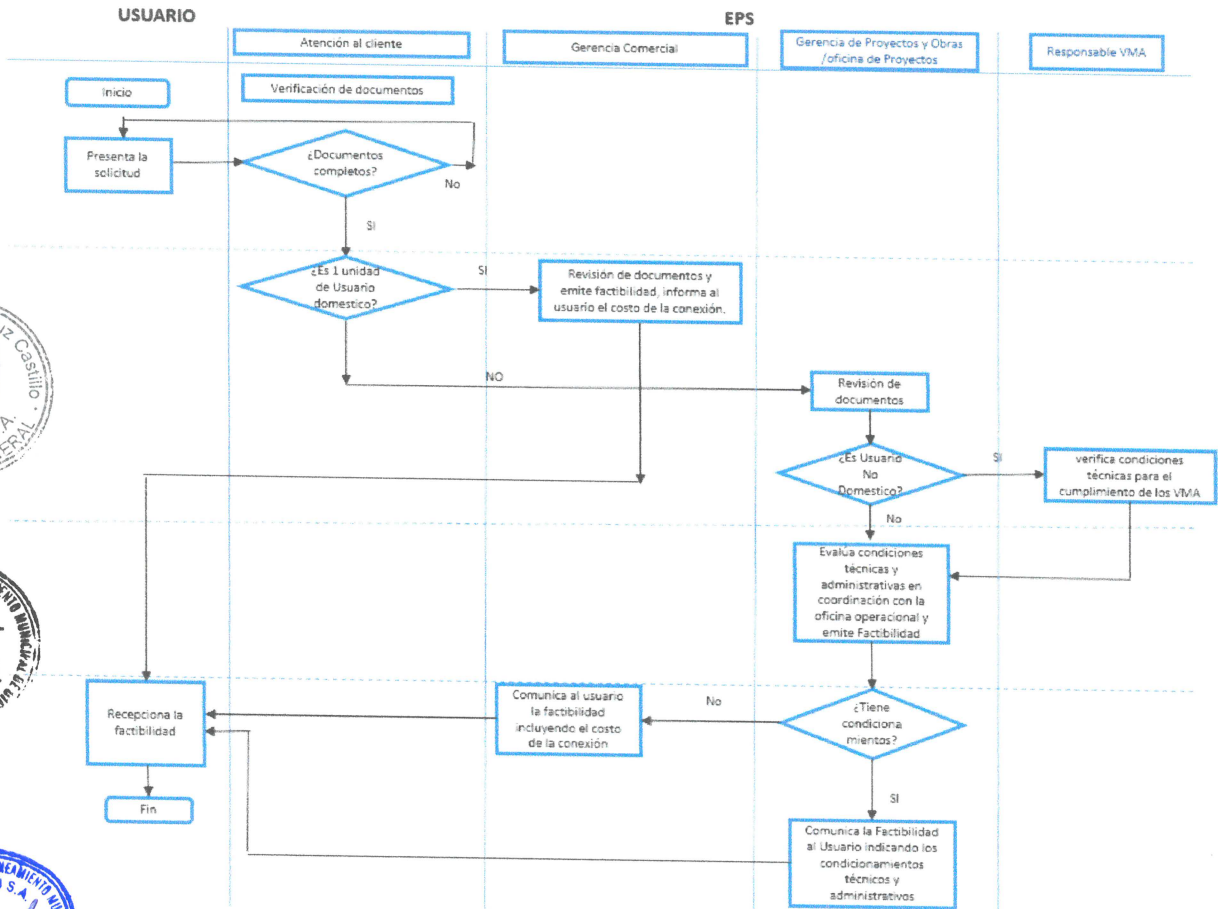 USUARIO
EPS
Atención al cliente
Gerencia Comercial
Gerencia de Proyectos y Obras
/oficina de Proyectos
Responsable VMA
Inicio
Verificación de documentos
Presenta la
solicitud
¿Documentos
completos?
No
SI
¿Es 1 unidad
de Usuario
domestico?
SI
Revisión de documentos y
emite factibilidad, informa al
usuario el costo de la conexión.
NO
Revisión de
documentos
¿Es Usuario
No
Domestico?
SI
verifica condiciones
técnicas para el
cumplimiento de los VMA
No
Evalúa condiciones
técnicas y
administrativas en
coordinación con la
oficina operacional y
emite Factibilidad
Recepciona la
factibilidad
Comunica al usuario
la factibilidad
incluyendo el costo
de la conexión
No
¿Tiene
condiciona
mientos?
SI
Fin
Comunica la Factibilidad
al Usuario indicando los
condicionamientos
técnicos y
administrativos
Castillo
MUNICIPAL DE
S.A.